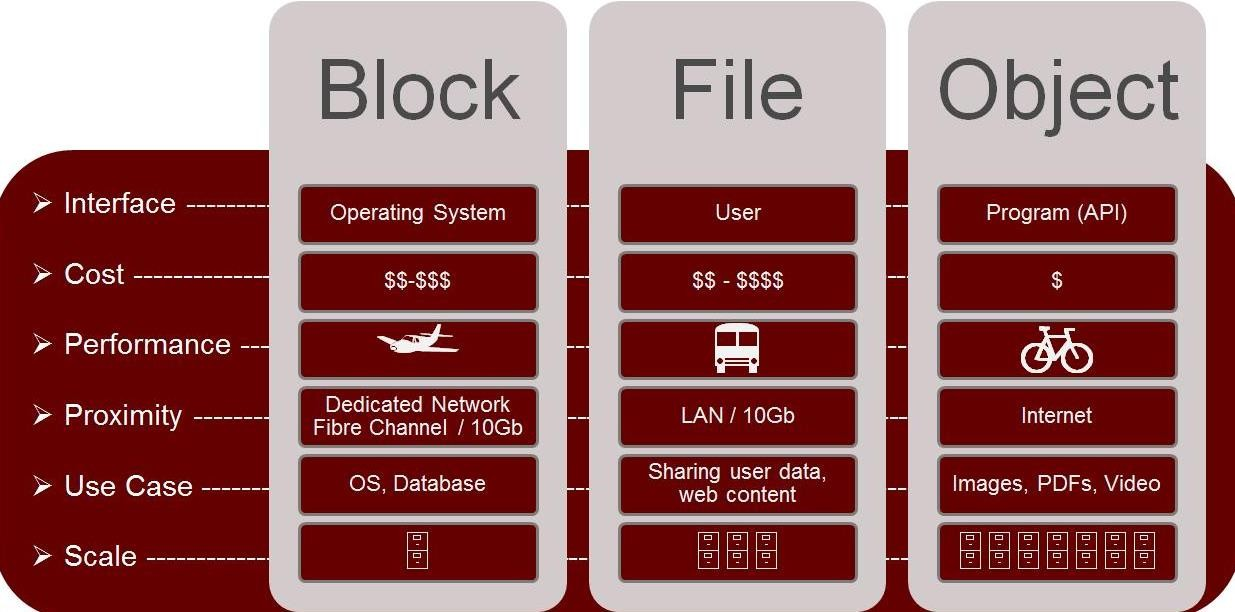 Block File Object
Interface Operating System User Program (API)
Cost $$-$$$ $$ - $$$$ $
Performance
Proximity Dedicated Network
Fibre Channel / 10Gb LAN / 10Gb Internet
Use Case OS, Database Sharing user data,
web content Images, PDFs, Video
Scale